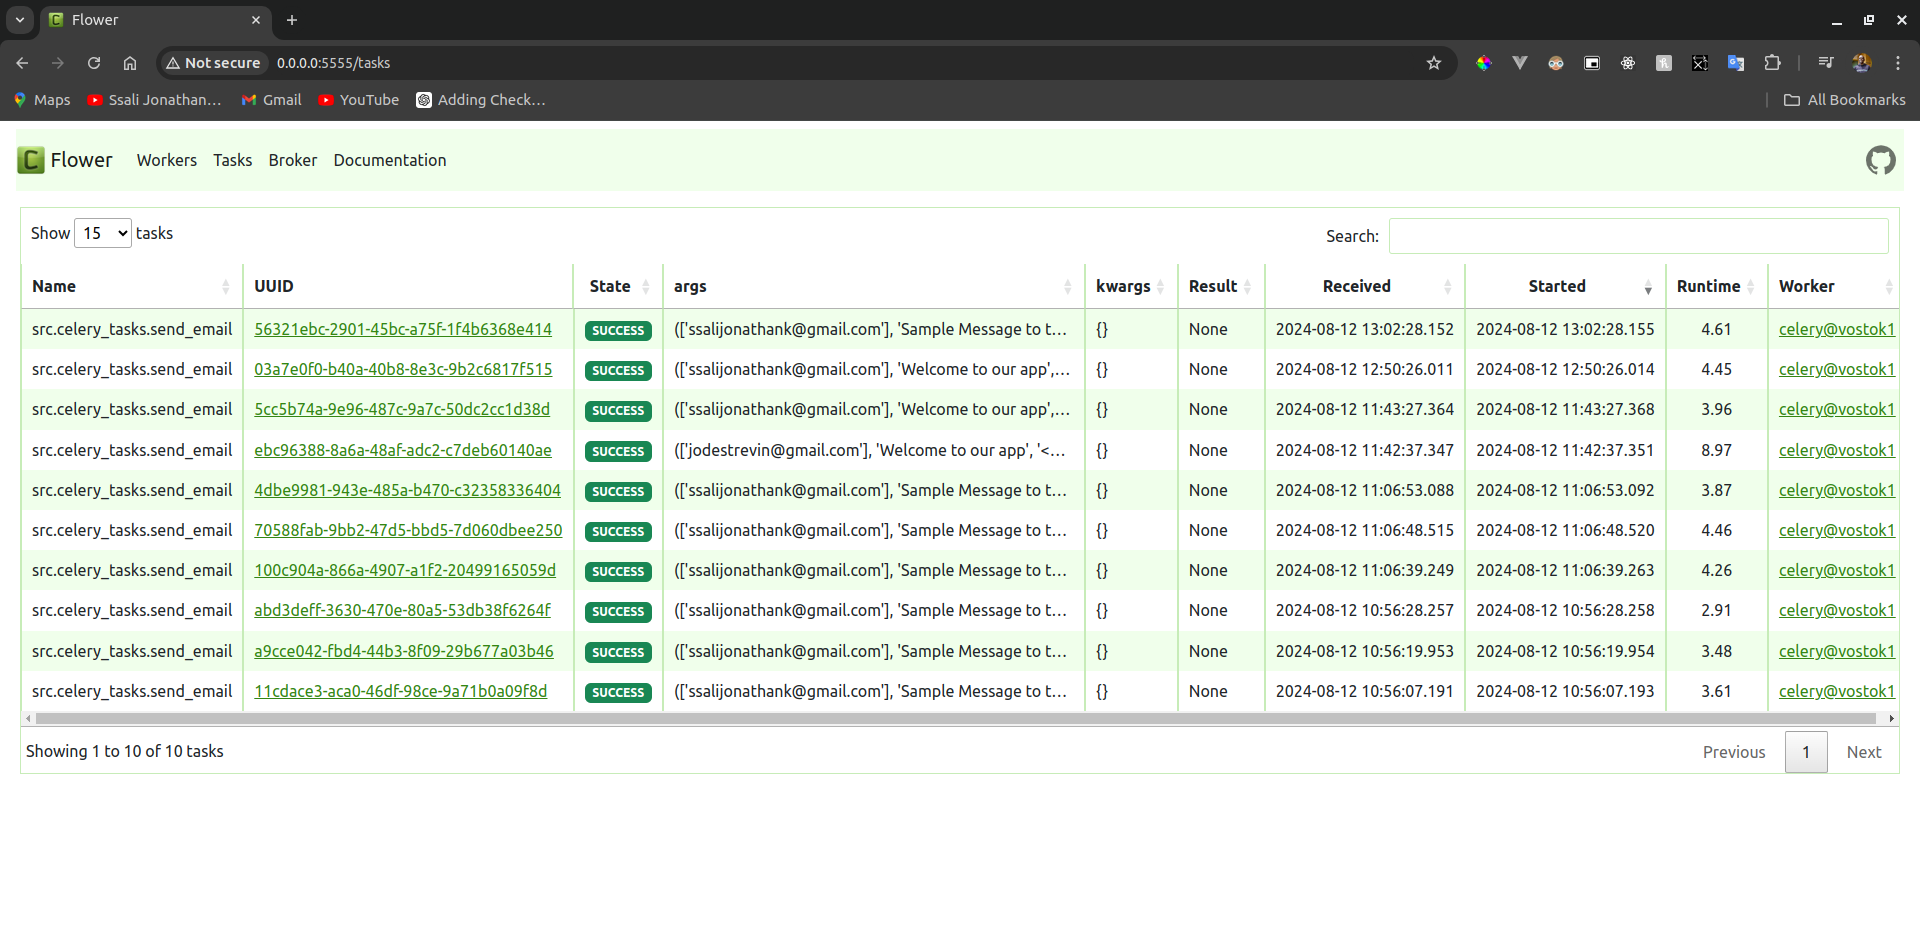 Flower
Not secure 0.0.0.0:5555/tasks
Maps Ssali Jonathan... Gmail YouTube Adding Check... All Bookmarks
C Flower Workers Tasks Broker Documentation
Show 15 tasks Search:
Name UUID State args kwargs Result Received Started Runtime Worker
src.celery_tasks.send_email 56321ebc-2901-45bc-a75f-1f4b6368e414 SUCCESS (['ssalijonathank@gmail.com'], 'Sample Message to t... {} None 2024-08-12 13:02:28.152 2024-08-12 13:02:28.155 4.61 celery@vostok1
src.celery_tasks.send_email 03a7e0f0-b40a-40b8-8e3c-9b2c6817f515 SUCCESS (['ssalijonathank@gmail.com'], 'Welcome to our app',... {} None 2024-08-12 12:50:26.011 2024-08-12 12:50:26.014 4.45 celery@vostok1
src.celery_tasks.send_email 5cc5b74a-9e96-487c-9a7c-50dc2cc1d38d SUCCESS (['ssalijonathank@gmail.com'], 'Welcome to our app',... {} None 2024-08-12 11:43:27.364 2024-08-12 11:43:27.368 3.96 celery@vostok1
src.celery_tasks.send_email ebc96388-8a6a-48af-adc2-c7deb60140ae SUCCESS (['jodestrevin@gmail.com'], 'Welcome to our app', '<... {} None 2024-08-12 11:42:37.347 2024-08-12 11:42:37.351 8.97 celery@vostok1
src.celery_tasks.send_email 4dbe9981-943e-485a-b470-c32358336404 SUCCESS (['ssalijonathank@gmail.com'], 'Sample Message to t... {} None 2024-08-12 11:06:53.088 2024-08-12 11:06:53.092 3.87 celery@vostok1
src.celery_tasks.send_email 70588fab-9bb2-47d5-bbd5-7d060dbee250 SUCCESS (['ssalijonathank@gmail.com'], 'Sample Message to t... {} None 2024-08-12 11:06:48.515 2024-08-12 11:06:48.520 4.46 celery@vostok1
src.celery_tasks.send_email 100c904a-866a-4907-a1f2-20499165059d SUCCESS (['ssalijonathank@gmail.com'], 'Sample Message to t... {} None 2024-08-12 11:06:39.249 2024-08-12 11:06:39.263 4.26 celery@vostok1
src.celery_tasks.send_email abd3deff-3630-470e-80a5-53db38f6264f SUCCESS (['ssalijonathank@gmail.com'], 'Sample Message to t... {} None 2024-08-12 10:56:28.257 2024-08-12 10:56:28.258 2.91 celery@vostok1
src.celery_tasks.send_email a9cce042-fbd4-44b3-8f09-29b677a03b46 SUCCESS (['ssalijonathank@gmail.com'], 'Sample Message to t... {} None 2024-08-12 10:56:19.953 2024-08-12 10:56:19.954 3.48 celery@vostok1
src.celery_tasks.send_email 11cdace3-aca0-46df-98ce-9a71b0a09f8d SUCCESS (['ssalijonathank@gmail.com'], 'Sample Message to t... {} None 2024-08-12 10:56:07.191 2024-08-12 10:56:07.193 3.61 celery@vostok1
Showing 1 to 10 of 10 tasks Previous 1 Next